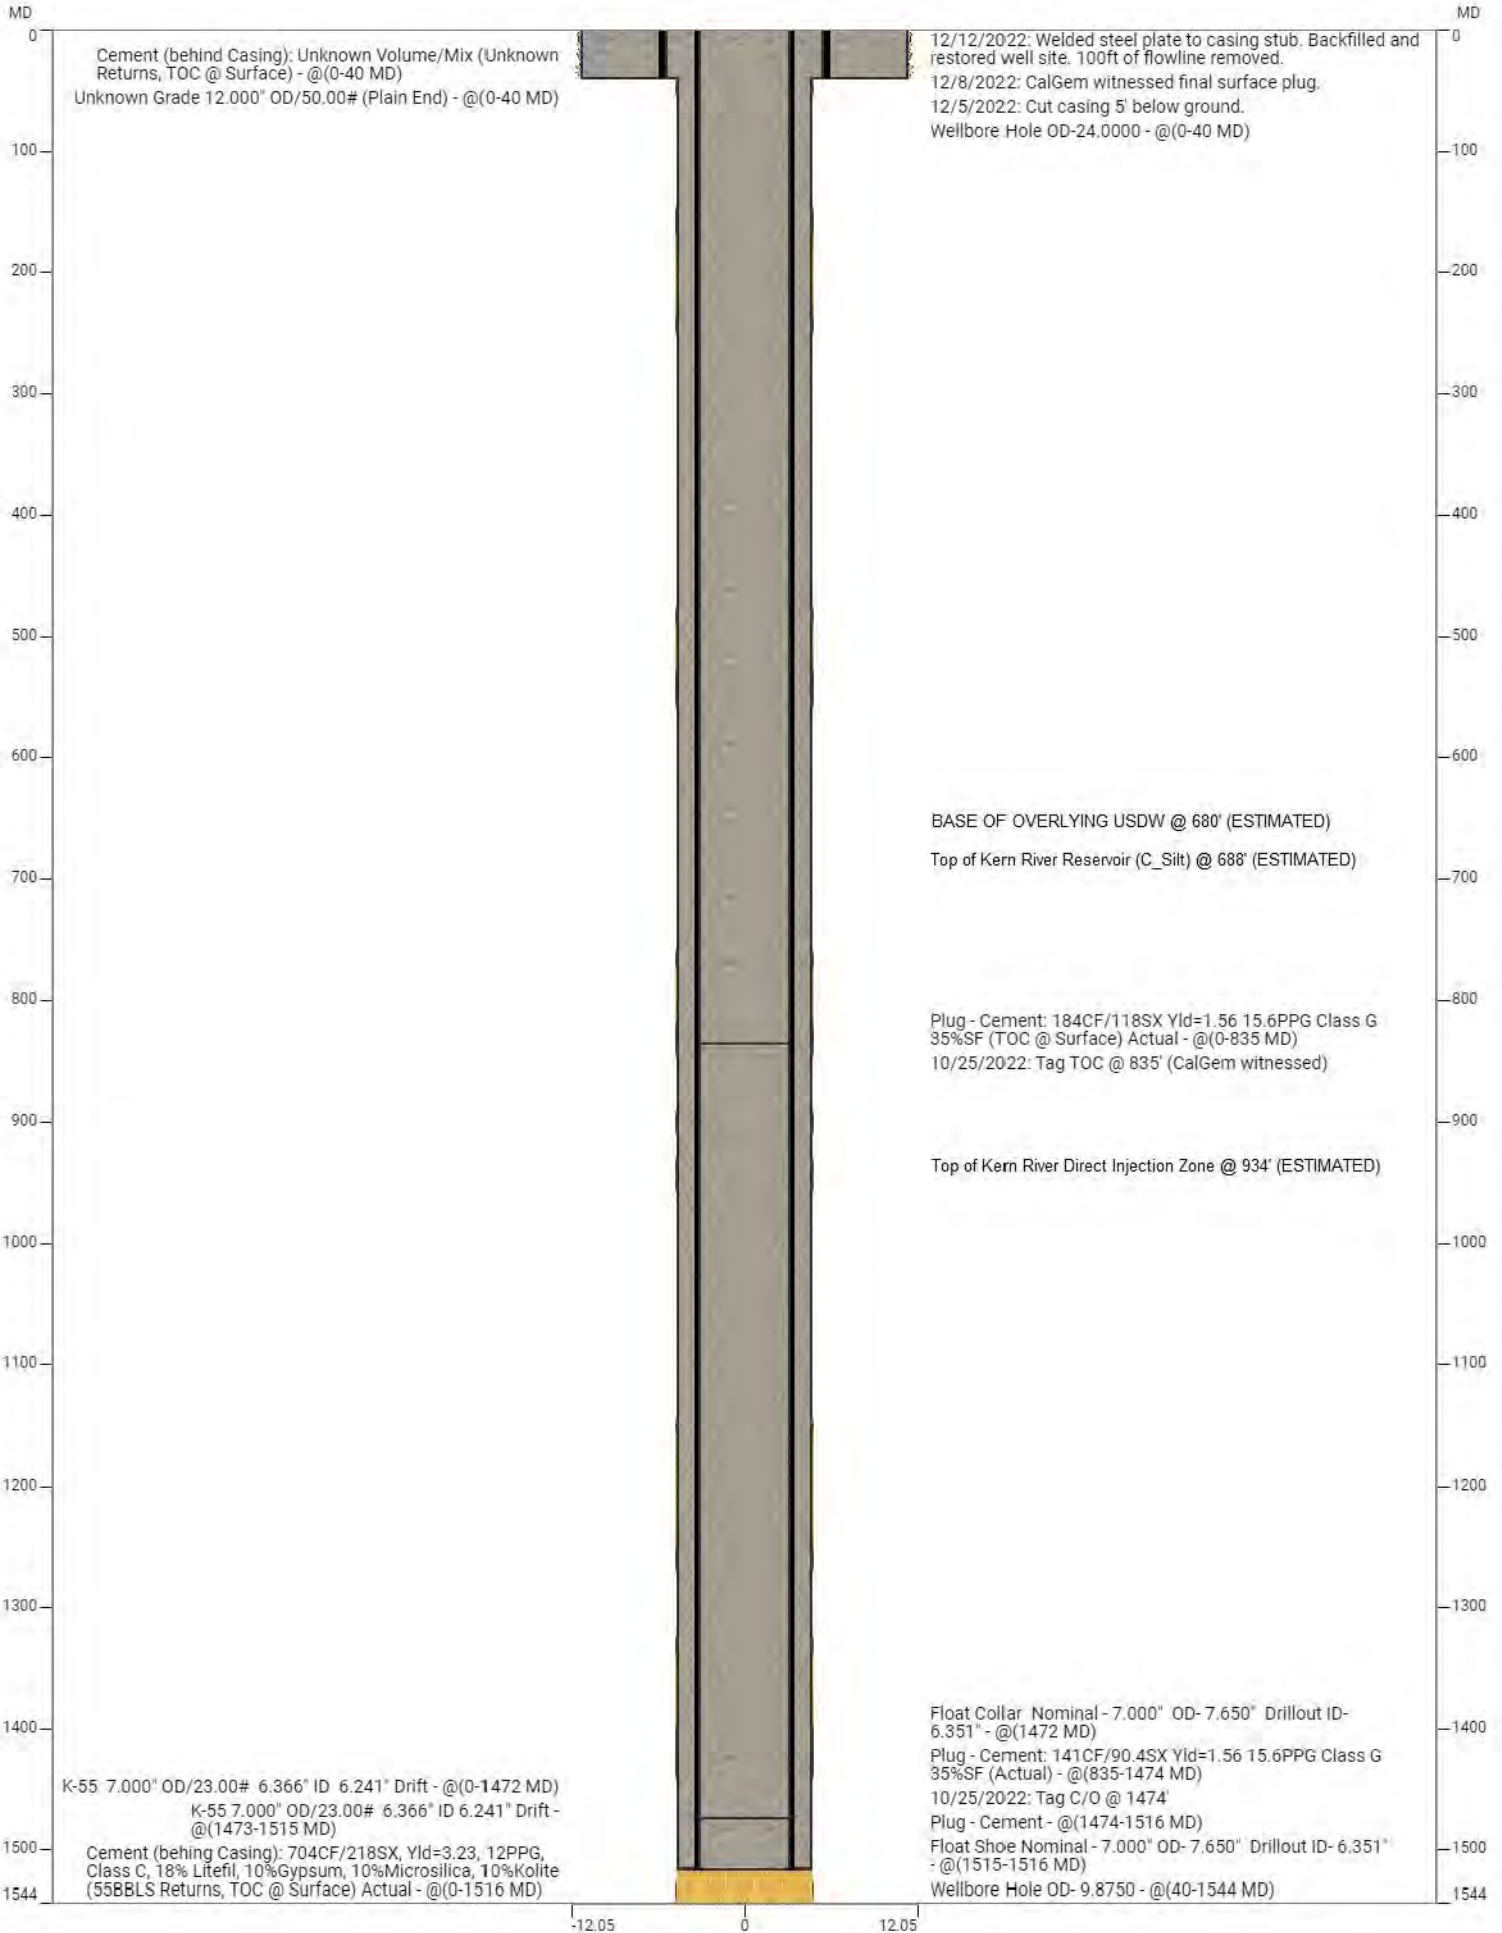 MD
MD
0
0
Cement (behind Casing): Unknown Volume/Mix (Unknown
Returns, TOC @ Surface) - @(0-40 MD)
Unknown Grade 12.000" OD/50.00# (Plain End) - @(0-40 MD)
12/12/2022: Welded steel plate to casing stub. Backfilled and
restored well site. 100ft of flowline removed.
12/8/2022: CalGem witnessed final surface plug.
12/5/2022: Cut casing 5' below ground.
Wellbore Hole OD-24.0000 - @(0-40 MD)
100
100
200
200
300
300
400
400
500
500
600
600
BASE OF OVERLYING USDW @ 680' (ESTIMATED)
Top of Kern River Reservoir (C_Silt) @ 688' (ESTIMATED)
700
700
800
800
Plug - Cement: 184CF/118SX Yld=1.56 15.6PPG Class G
35%SF (TOC @ Surface) Actual - @(0-835 MD)
10/25/2022: Tag TOC @ 835' (CalGem witnessed)
900
900
Top of Kern River Direct Injection Zone @ 934' (ESTIMATED)
1000
1000
1100
1100
1200
1200
1300
1300
1400
1400
Float Collar Nominal - 7.000" OD- 7.650" Drillout ID-
6.351" - @(1472 MD)
Plug - Cement: 141CF/90.4SX Yld=1.56 15.6PPG Class G
35%SF (Actual) - @(835-1474 MD)
10/25/2022: Tag C/O @ 1474'
Plug - Cement - @(1474-1516 MD)
Float Shoe Nominal - 7.000" OD- 7.650" Drillout ID- 6.351"
- @(1515-1516 MD)
Wellbore Hole OD- 9.8750 - @(40-1544 MD)
K-55 7.000" OD/23.00# 6.366" ID 6.241" Drift - @(0-1472 MD)
K-55 7.000" OD/23.00# 6.366" ID 6.241" Drift -
@(1473-1515 MD)
Cement (behing Casing): 704CF/218SX, Yld=3.23, 12PPG,
Class C, 18% Litefil, 10%Gypsum, 10%Microsilica, 10%Kolite
(55BBLS Returns, TOC @ Surface) Actual - @(0-1516 MD)
1500
1500
1544
1544
-12.05
0
12.05